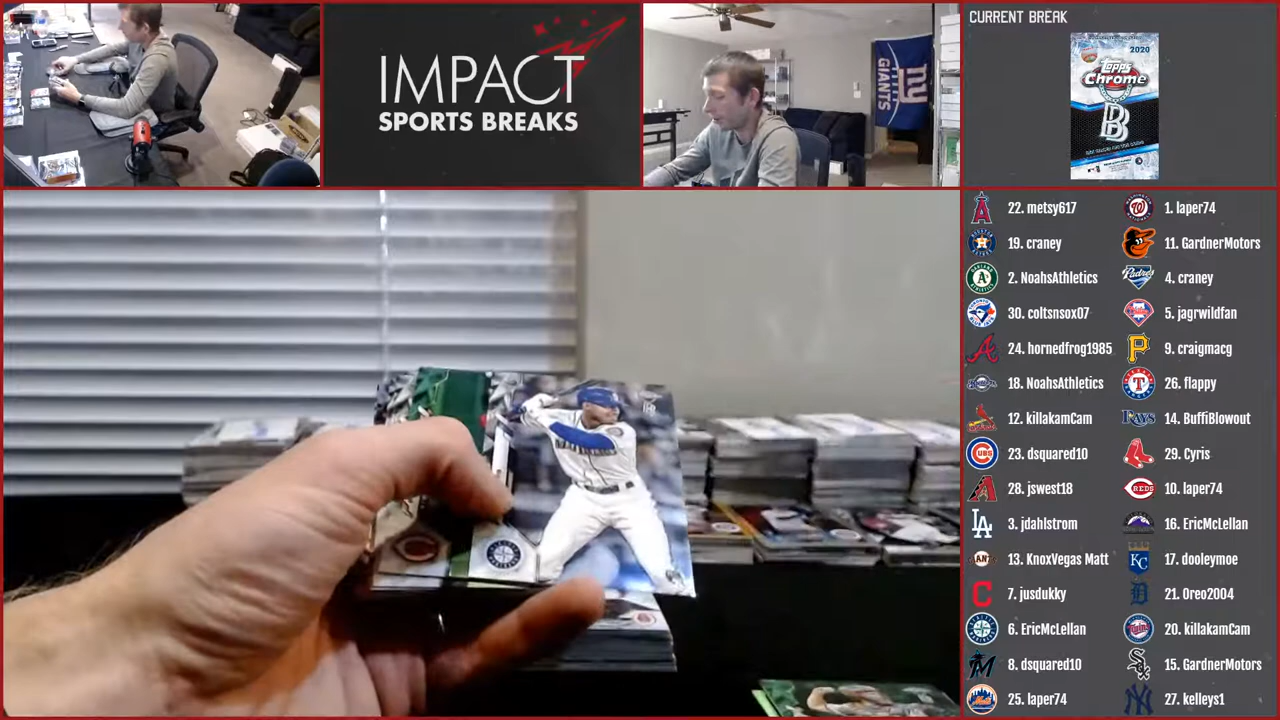 IMPACT
SPORTS BREAKS
NY
GIANTS
CURRENT BREAK
2020
Topps
Chrome
22. metsy617
19. craney
2. NoahsAthletics
30. coltsnsox07
24. hornedfrog1985
18. NoahsAthletics
12. killakamCam
23. dsquared10
28. jswest18
3. jdahlstrom
13. KnoxVegas Matt
7. jusdukky
6. EricMcLellan
8. dsquared10
25. laper74
1. laper74
11. GardnerMotors
4. craney
5. jagrwildfan
9. craigmacg
26. flappy
14. BuffiBlowout
29. Cyris
10. laper74
16. EricMcLellan
17. dooleymoe
21. Oreo2004
20. killakamCam
15. GardnerMotors
27. kelleys1